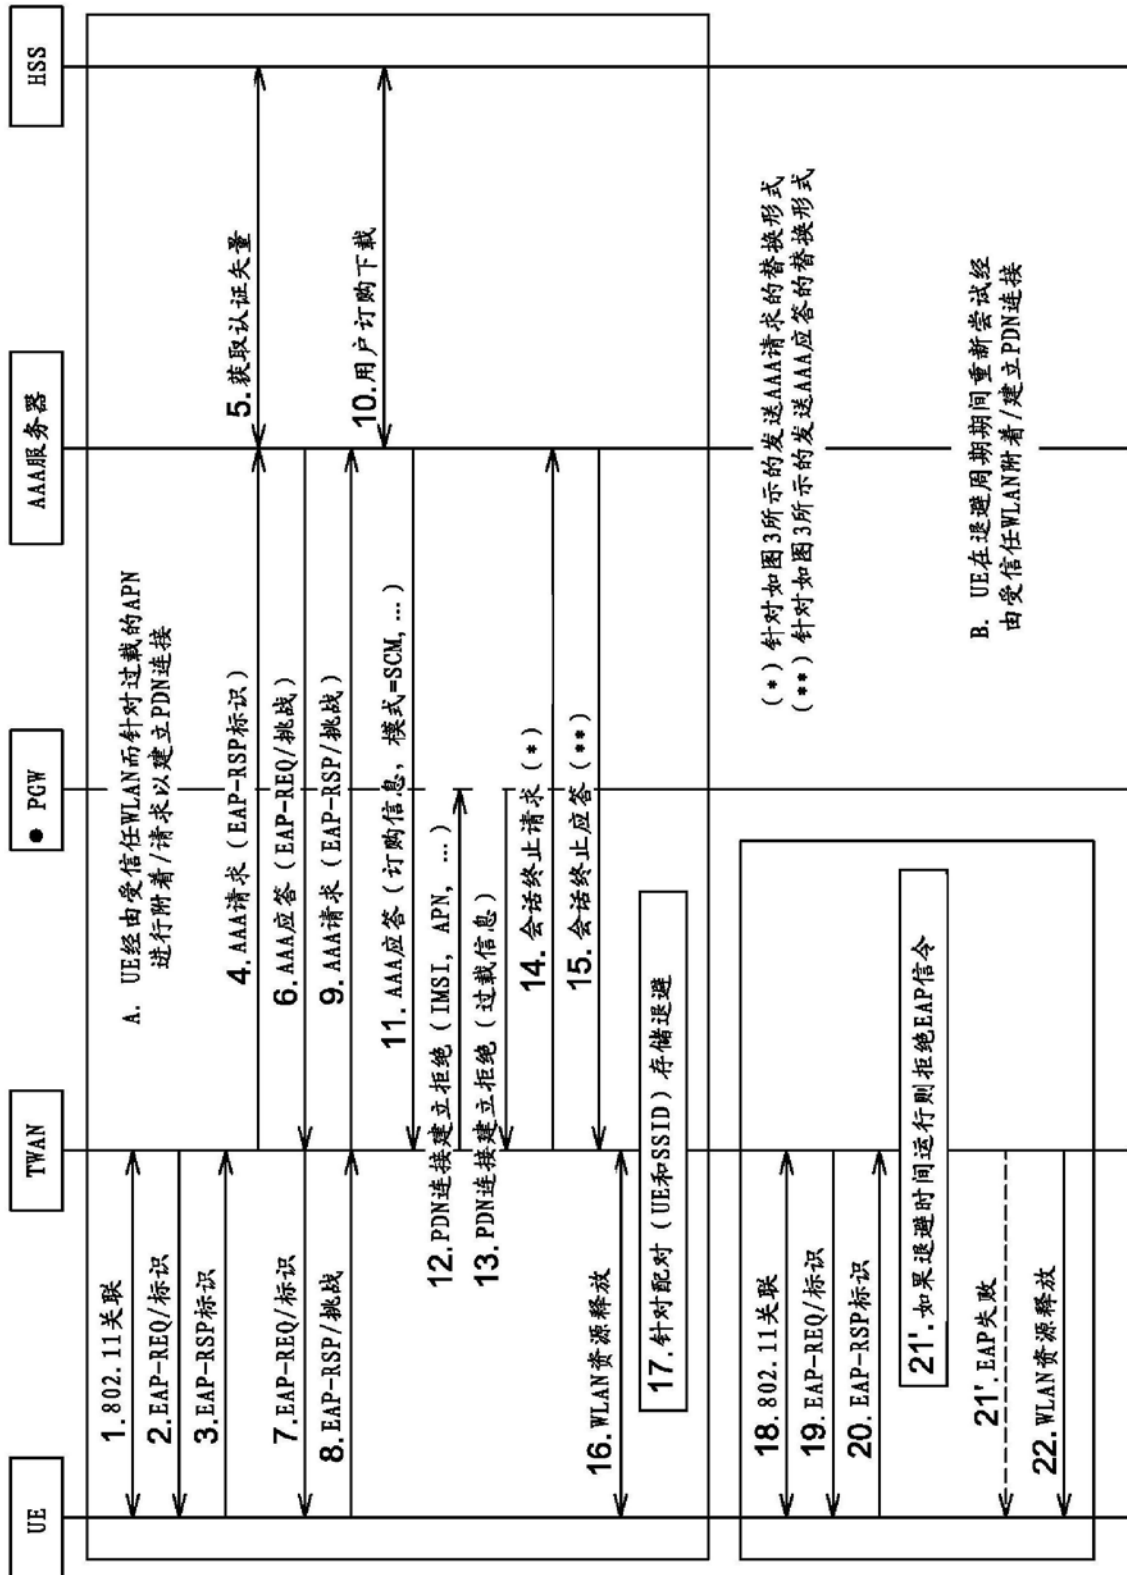 UE
TWAN
● PGW
AAA服务器
HSS
A. UE经由受信任WLAN而针对过载的APN
进行附着/请求以建立PDN连接
1.802.11关联
2.EAP-REQ/标识
3.EAP-RSP标识
4.AAA请求(EAP-RSP标识)
5.获取认证矢量
6.AAA应答(EAP-REQ/挑战)
7.EAP-REQ/标识
8.EAP-RSP/挑战
9.AAA请求(EAP-RSP/挑战)
10.用户订购下载
11.AAA应答(订购信息, 模式=SCM,...)
12.PDN连接建立拒绝(IMSI, APN, ...)
13.PDN连接建立拒绝(过载信息)
14.会话终止请求(*)
15.会话终止应答(**)
16.WLAN资源释放
17.针对配对(UE和SSID)存储退避
(*)针对如图3所示的发送AAA请求的替换形式
(**)针对如图3所示的发送AAA应答的替换形式
18.802.11关联
19.EAP-REQ/标识
20.EAP-RSP标识
21'.如果退避时间运行则拒绝EAP信令
21'.EAP失败
22.WLAN资源释放
B. UE在退避周期期间重新尝试经
由受信任WLAN附着/建立PDN连接